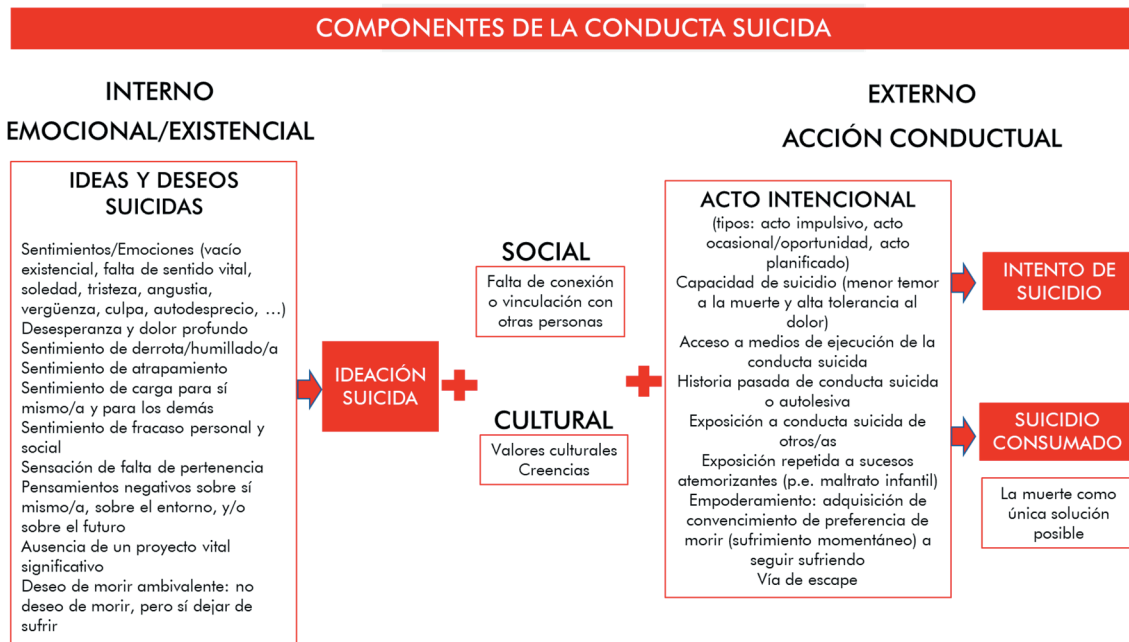 COMPONENTES DE LA CONDUCTA SUICIDA
INTERNO
EMOCIONAL/EXISTENCIAL
IDEAS Y DESEOS
SUICIDAS
Sentimientos/Emociones (vacío
existencial, falta de sentido vital,
soledad, tristeza, angustia,
vergüenza, culpa, autodesprecio, …)
Desesperanza y dolor profundo
Sentimiento de derrota/humillado/a
Sentimiento de atrapamiento
Sentimiento de carga para sí
mismo/a y para los demás
Sentimiento de fracaso personal y
social
Sensación de falta de pertenencia
Pensamientos negativos sobre sí
mismo/a, sobre el entorno, y/o
sobre el futuro
Ausencia de un proyecto vital
significativo
Deseo de morir ambivalente: no
deseo de morir, pero sí dejar de
sufrir
IDEACIÓN
SUICIDA
SOCIAL
Falta de conexión
o vinculación con
otras personas
CULTURAL
Valores culturales
Creencias
EXTERNO
ACCIÓN CONDUCTUAL
ACTO INTENCIONAL
(tipos: acto impulsivo, acto
ocasional/oportunidad, acto
planificado)
Capacidad de suicidio (menor temor
a la muerte y alta tolerancia al
dolor)
Acceso a medios de ejecución de la
conducta suicida
Historia pasada de conducta suicida
o autolesiva
Exposición a conducta suicida de
otros/as
Exposición repetida a sucesos
atemorizantes (p.e. maltrato infantil)
Empoderamiento: adquisición de
convencimiento de preferencia de
morir (sufrimiento momentáneo) a
seguir sufriendo
Vía de escape
INTENTO DE
SUICIDIO
SUICIDIO
CONSUMADO
La muerte como
única solución
posible